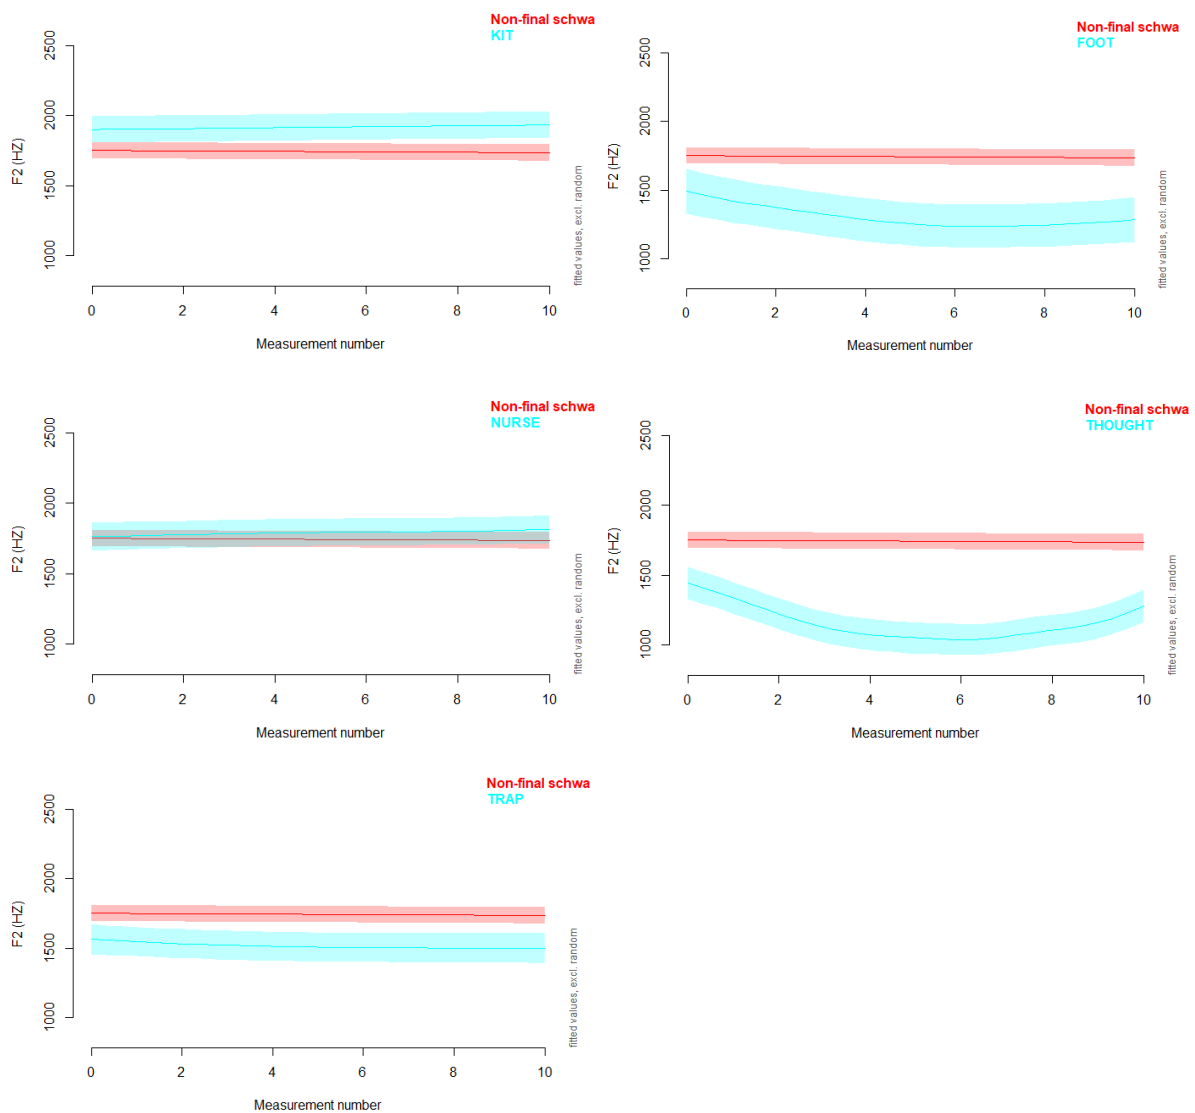 Non-final schwa
KIT
F2 (HZ)
2500
2000
1500
1000
0 2 4 6 8 10
Measurement number
fitted values, excl. random
Non-final schwa
FOOT
F2 (HZ)
2500
2000
1500
1000
0 2 4 6 8 10
Measurement number
fitted values, excl. random
Non-final schwa
NURSE
F2 (HZ)
2500
2000
1500
1000
0 2 4 6 8 10
Measurement number
fitted values, excl. random
Non-final schwa
THOUGHT
F2 (HZ)
2500
2000
1500
1000
0 2 4 6 8 10
Measurement number
fitted values, excl. random
Non-final schwa
TRAP
F2 (HZ)
2500
2000
1500
1000
0 2 4 6 8 10
Measurement number
fitted values, excl. random